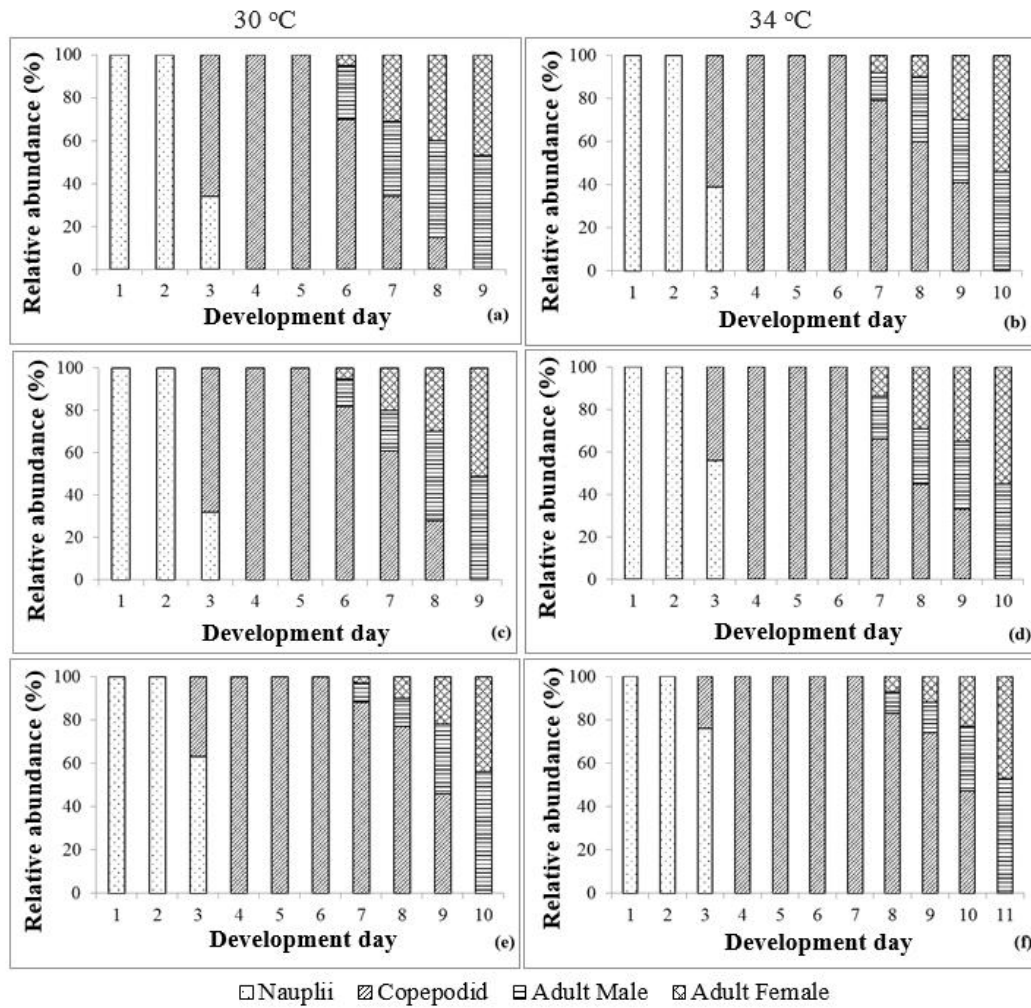 30 °C
34 °C
Relative abundance (%)
100
80
60
40
20
0
1 2 3 4 5 6 7 8 9
Development day
(a)
Relative abundance (%)
100
80
60
40
20
0
1 2 3 4 5 6 7 8 9 10
Development day
(b)
Relative abundance (%)
100
80
60
40
20
0
1 2 3 4 5 6 7 8 9
Development day
(c)
Relative abundance (%)
100
80
60
40
20
0
1 2 3 4 5 6 7 8 9 10
Development day
(d)
Relative abundance (%)
100
80
60
40
20
0
1 2 3 4 5 6 7 8 9 10
Development day
(e)
Relative abundance (%)
100
80
60
40
20
0
1 2 3 4 5 6 7 8 9 10 11
Development day
(f)
Nauplii Copepodid Adult Male Adult Female